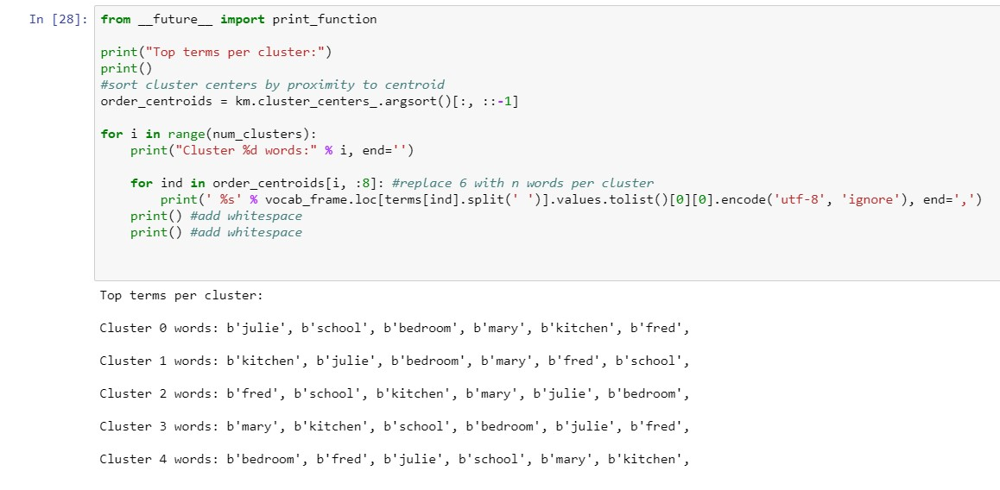 In [28]: from __future__ import print_function
print("Top terms per cluster:")
print()
#sort cluster centers by proximity to centroid
order_centroids = km.cluster_centers_.argsort()[:, ::-1]
for i in range(num_clusters):
    print("Cluster %d words:" % i, end='')
    for ind in order_centroids[i, :8]: #replace 6 with n words per cluster
        print(' %s' % vocab_frame.loc[terms[ind].split(' ')].values.tolist()[0][0].encode('utf-8', 'ignore'), end=',')
    print() #add whitespace
    print() #add whitespace
Top terms per cluster:
Cluster 0 words: b'julie', b'school', b'bedroom', b'mary', b'kitchen', b'fred',
Cluster 1 words: b'kitchen', b'julie', b'bedroom', b'mary', b'fred', b'school',
Cluster 2 words: b'fred', b'school', b'kitchen', b'mary', b'julie', b'bedroom',
Cluster 3 words: b'mary', b'kitchen', b'school', b'bedroom', b'julie', b'fred',
Cluster 4 words: b'bedroom', b'fred', b'julie', b'school', b'mary', b'kitchen',